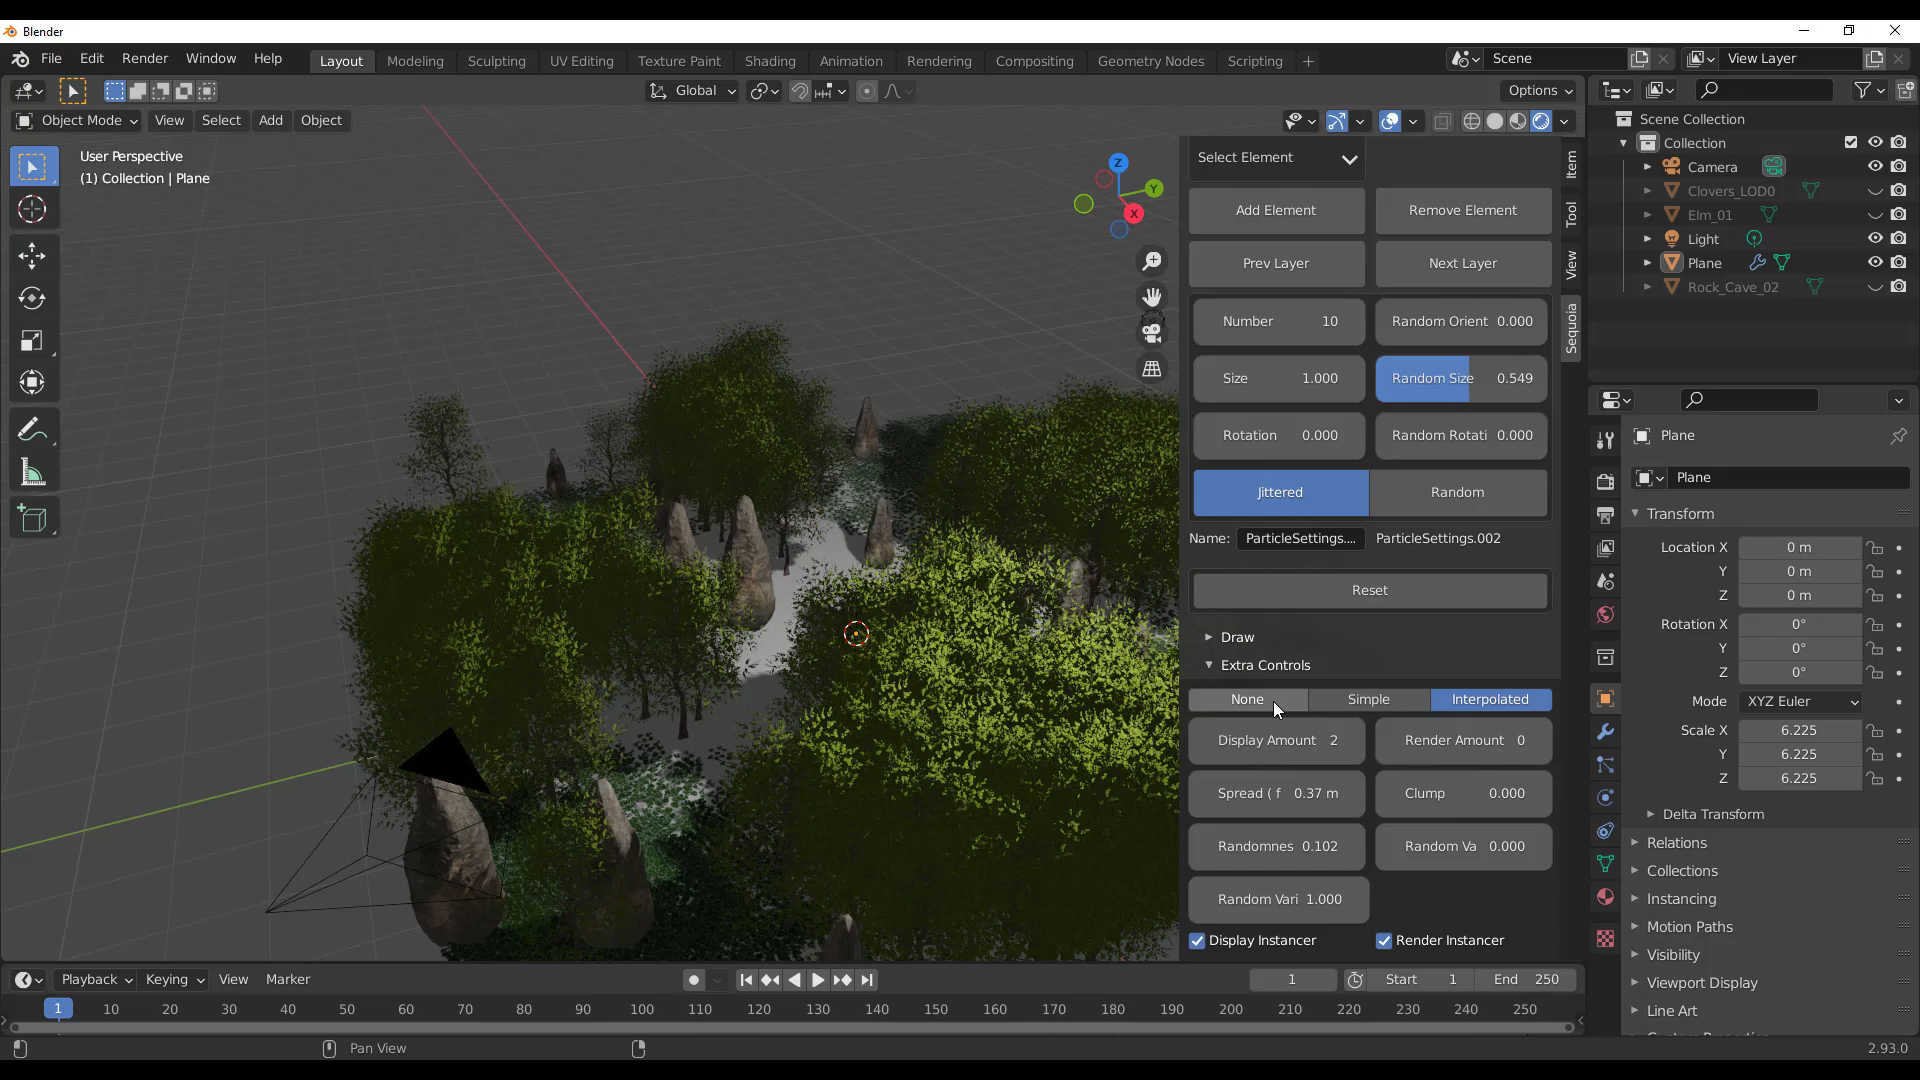 Blender
File Edit Render Window Help
Layout Modeling Sculpting UV Editing Texture Paint Shading Animation Rendering Compositing Geometry Nodes Scripting +
Scene
View Layer
Global
Options
Object Mode View Select Add Object
User Perspective
(1) Collection | Plane
Z
Y
X
Select Element
Add Element Remove Element
Prev Layer Next Layer
Number 10 Random Orient 0.000
Size 1.000 Random Size 0.549
Rotation 0.000 Random Rotati 0.000
Jittered Random
Name: ParticleSettings.... ParticleSettings.002
Reset
Draw
Extra Controls
None Simple Interpolated
Display Amount 2 Render Amount 0
Spread ( f 0.37 m Clump 0.000
Randomnes 0.102 Random Va 0.000
Random Vari 1.000
Display Instancer Render Instancer
Item
Tool
View
Sequoia
Scene Collection
Collection
Camera
Clovers_LOD0
Elm_01
Light
Plane
Rock_Cave_02
Plane
Plane
Transform
Location X 0 m
Y 0 m
Z 0 m
Rotation X 0°
Y 0°
Z 0°
Mode XYZ Euler
Scale X 6.225
Y 6.225
Z 6.225
Delta Transform
Relations
Collections
Instancing
Motion Paths
Visibility
Viewport Display
Line Art
Playback Keying View Marker
1 Start 1 End 250
1 10 20 30 40 50 60 70 80 90 100 110 120 130 140 150 160 170 180 190 200 210 220 230 240 250
Pan View
2.93.0